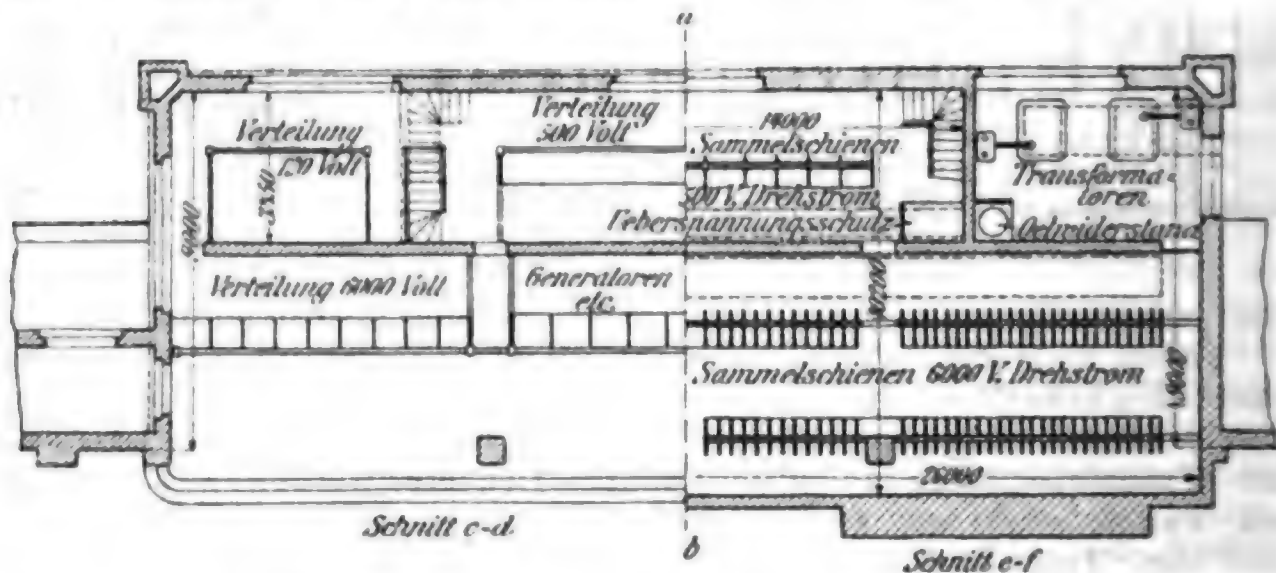 a
Verteilung
120 Volt
3550
9000
Verteilung
500 Volt
14000
Sammelschienen
500 V. Drehstrom
Ueberspannungsschutz
Transforma-
toren
Oelwiderstand
Verteilung 6000 Volt
Generatoren
etc.
Sammelschienen 6000 V. Drehstrom
26000
Schnitt c-d
b
Schnitt e-f